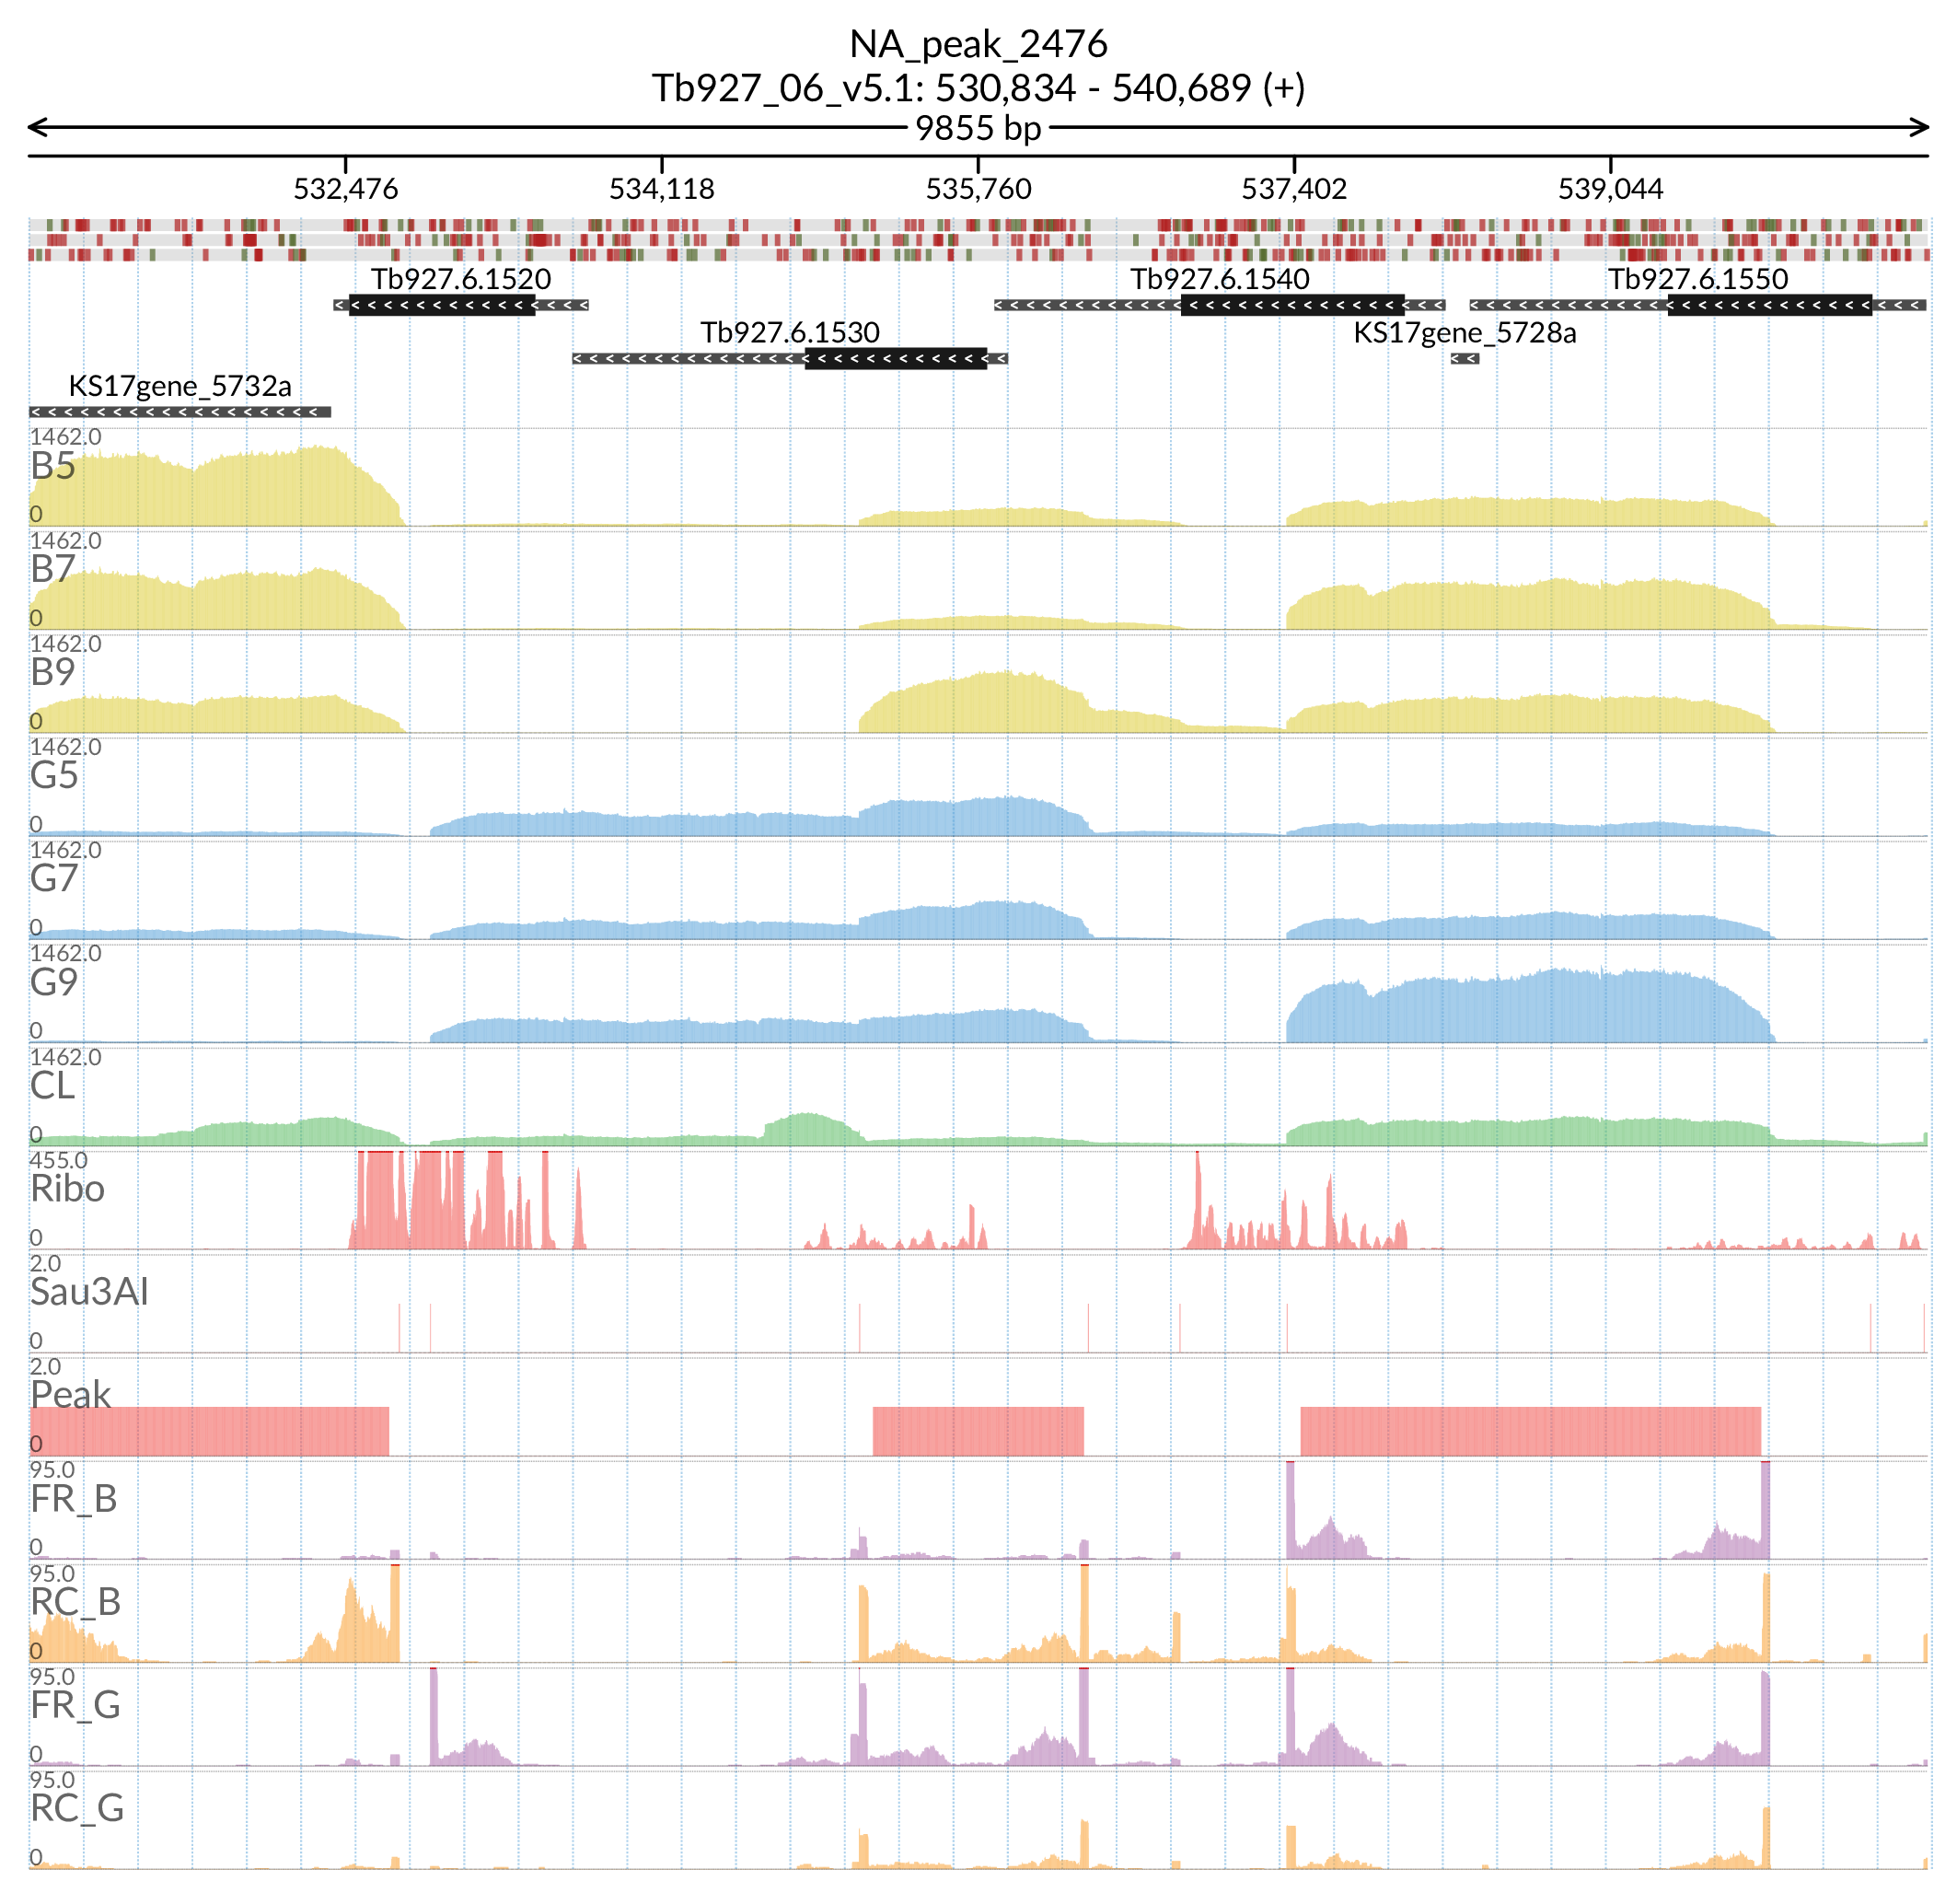 NA_peak_2476
Tb927_06_v5.1: 530,834 - 540,689 (+)
9855 bp
532,476 534,118 535,760 537,402 539,044
Tb927.6.1520 Tb927.6.1540 Tb927.6.1550
Tb927.6.1530 KS17gene_5728a
KS17gene_5732a
1462.0
B5
0
1462.0
B7
0
1462.0
B9
0
1462.0
G5
0
1462.0
G7
0
1462.0
G9
0
1462.0
CL
0
455.0
Ribo
0
2.0
Sau3AI
0
2.0
Peak
0
95.0
FR_B
0
95.0
RC_B
0
95.0
FR_G
0
95.0
RC_G
0